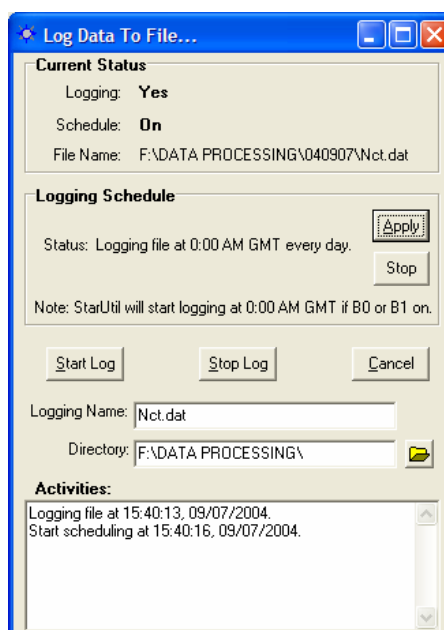 Log Data To File...
Current Status
Logging: Yes
Schedule: On
File Name: F:\DATA PROCESSING\040907\Nct.dat
Logging Schedule
Apply
Status: Logging file at 0:00 AM GMT every day.
Stop
Note: StarUtil will start logging at 0:00 AM GMT if B0 or B1 on.
Start Log Stop Log Cancel
Logging Name: Nct.dat
Directory: F:\DATA PROCESSING\
Activities:
Logging file at 15:40:13, 09/07/2004.
Start scheduling at 15:40:16, 09/07/2004.